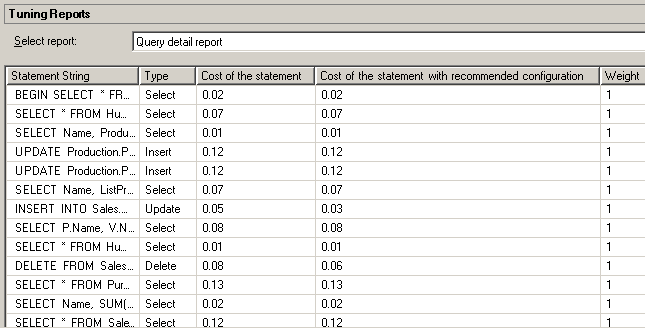 Tuning Reports
Select report: Query detail report
Statement String Type Cost of the statement Cost of the statement with recommended configuration Weight
BEGIN SELECT * FR... Select 0.02 0.02 1
SELECT * FROM Hu... Select 0.07 0.07 1
SELECT Name, Produ... Select 0.01 0.01 1
UPDATE Production.P... Insert 0.12 0.12 1
UPDATE Production.P... Insert 0.12 0.12 1
SELECT Name, ListPr... Select 0.07 0.07 1
INSERT INTO Sales.... Update 0.05 0.03 1
SELECT P.Name, V.N... Select 0.08 0.08 1
SELECT * FROM Hu... Select 0.01 0.01 1
DELETE FROM Sales... Delete 0.08 0.06 1
SELECT * FROM Pur... Select 0.13 0.13 1
SELECT Name, SUM(... Select 0.02 0.02 1
SELECT * FROM Sale... Select 0.12 0.12 1